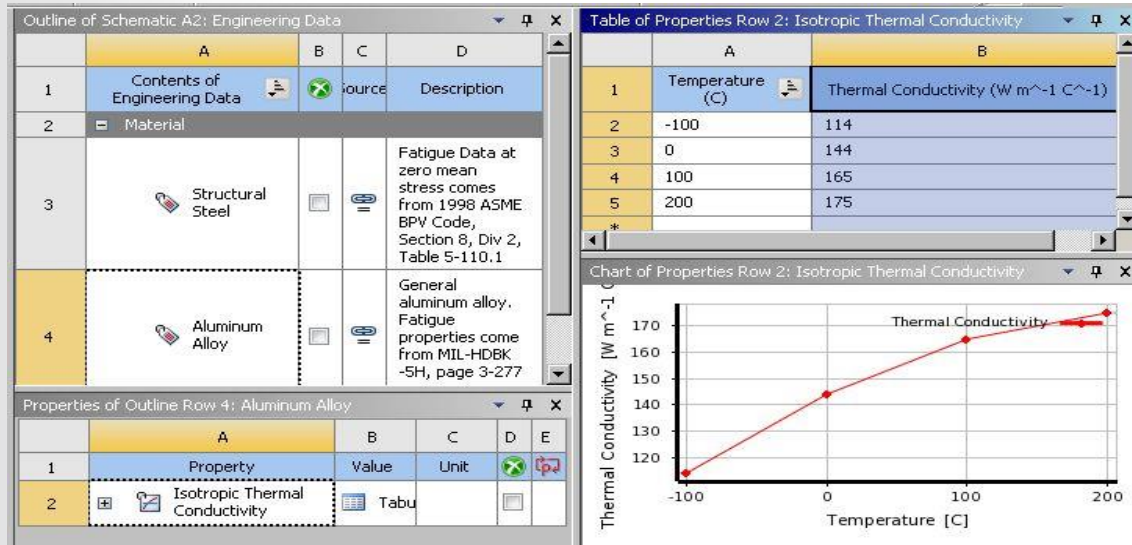 Outline of Schematic A2: Engineering Data
A B C D
1 Contents of Engineering Data Source Description
2 Material
3 Structural Steel
Fatigue Data at
zero mean
stress comes
from 1998 ASME
BPV Code,
Section 8, Div 2,
Table 5-110.1
4 Aluminum Alloy
General
aluminum alloy.
Fatigue
properties come
from MIL-HDBK
-5H, page 3-277
Properties of Outline Row 4: Aluminum Alloy
A B C D E
1 Property Value Unit
2 Isotropic Thermal Conductivity Tabu
Table of Properties Row 2: Isotropic Thermal Conductivity
A B
1 Temperature (C) Thermal Conductivity (W m^-1 C^-1)
2 -100 114
3 0 144
4 100 165
5 200 175
*
Chart of Properties Row 2: Isotropic Thermal Conductivity
Thermal Conductivity [W m^-1 C
170
160
150
140
130
120
Thermal Conductivity
-100 0 100 200
Temperature [C]